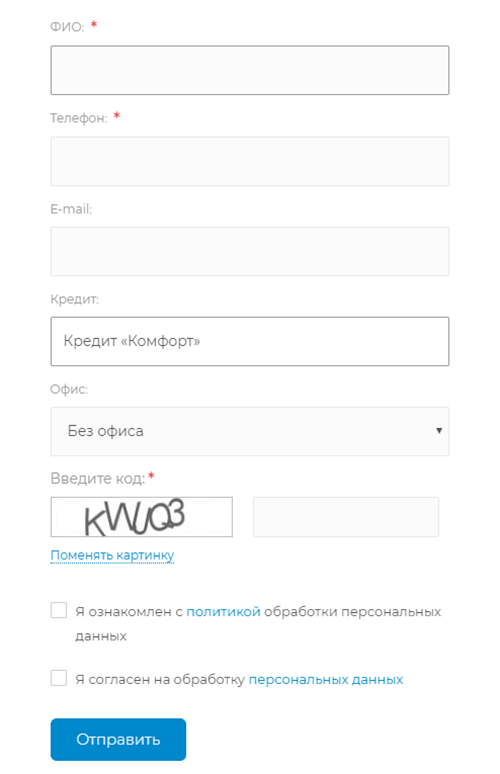 ФИО: *
Телефон: *
E-mail:
Кредит:
Кредит «Комфорт»
Офис:
Без офиса
Введите код: *
KWUQ3
Поменять картинку
Я ознакомлен с политикой обработки персональных
данных
Я согласен на обработку персональных данных
Отправить